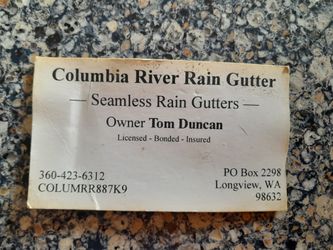 Columbia River Rain Gutter
— Seamless Rain Gutters —
Owner Tom Duncan
Licensed - Bonded - Insured
360-423-6312
COLUMRR887K9
PO Box 2298
Longview, WA
98632